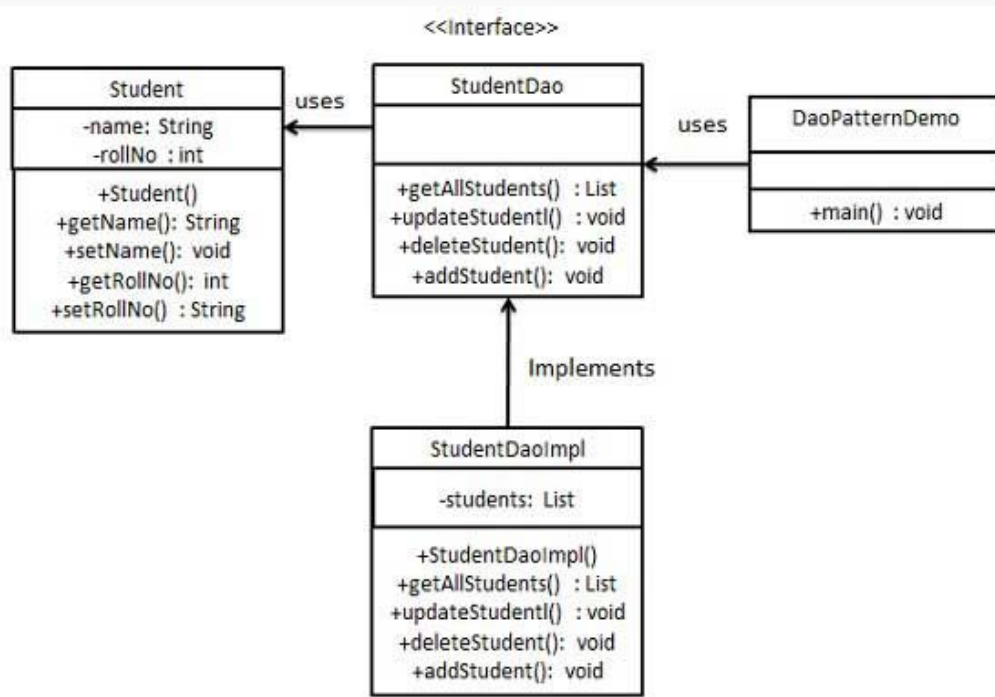 <<Interface>>
Student
-name: String
-rollNo : int
+Student()
+getName(): String
+setName(): void
+getRollNo(): int
+setRollNo() : String
uses
StudentDao
+getAllStudents() : List
+updateStudentl() : void
+deleteStudent(): void
+addStudent(): void
uses
DaoPatternDemo
+main() : void
Implements
StudentDaoImpl
-students: List
+StudentDaoImpl()
+getAllStudents() : List
+updateStudentl() : void
+deleteStudent(): void
+addStudent(): void